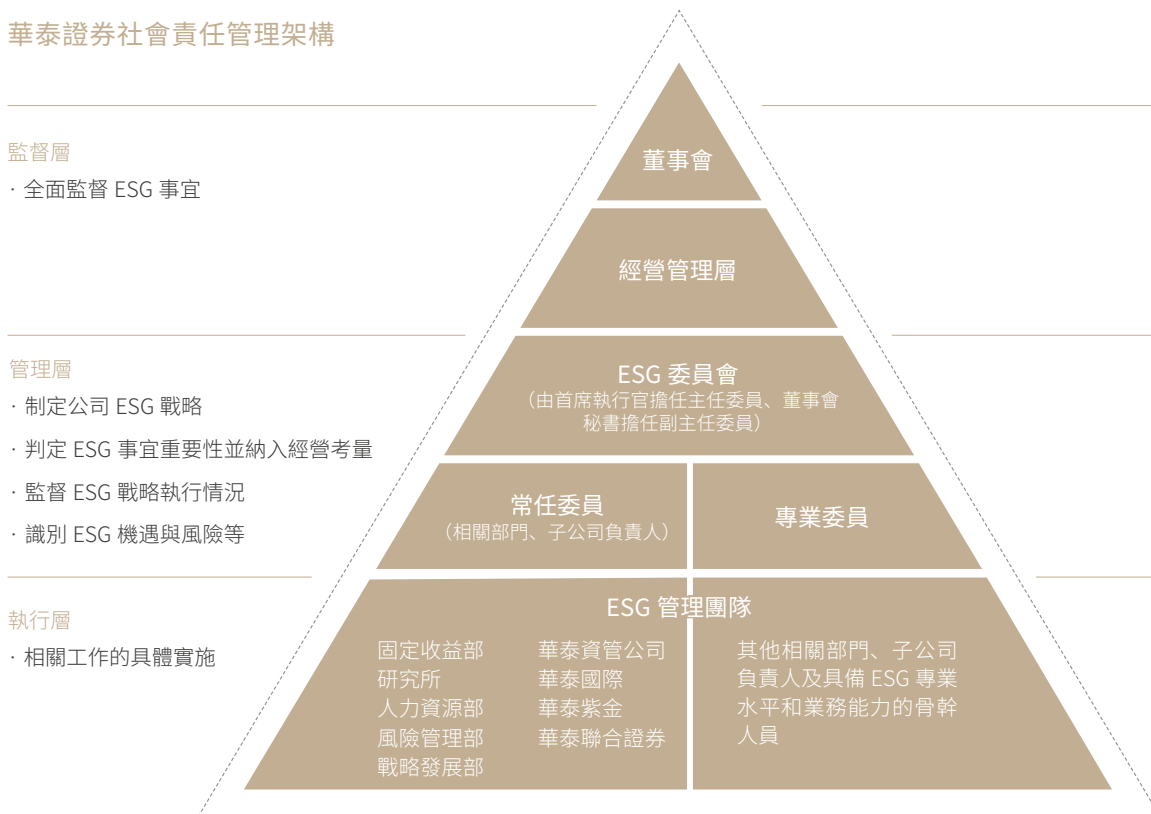 華泰證券社會責任管理架構
監督層
· 全面監督 ESG 事宜
董事會
經營管理層
管理層
· 制定公司 ESG 戰略
· 判定 ESG 事宜重要性並納入經營考量
· 監督 ESG 戰略執行情況
· 識別 ESG 機遇與風險等
ESG 委員會
（由首席執行官擔任主任委員、董事會
秘書擔任副主任委員）
常任委員
（相關部門、子公司負責人）
專業委員
執行層
· 相關工作的具體實施
ESG 管理團隊
固定收益部
研究所
人力資源部
風險管理部
戰略發展部
華泰資管公司
華泰國際
華泰紫金
華泰聯合證券
其他相關部門、子公司
負責人及具備 ESG 專業
水平和業務能力的骨幹
人員